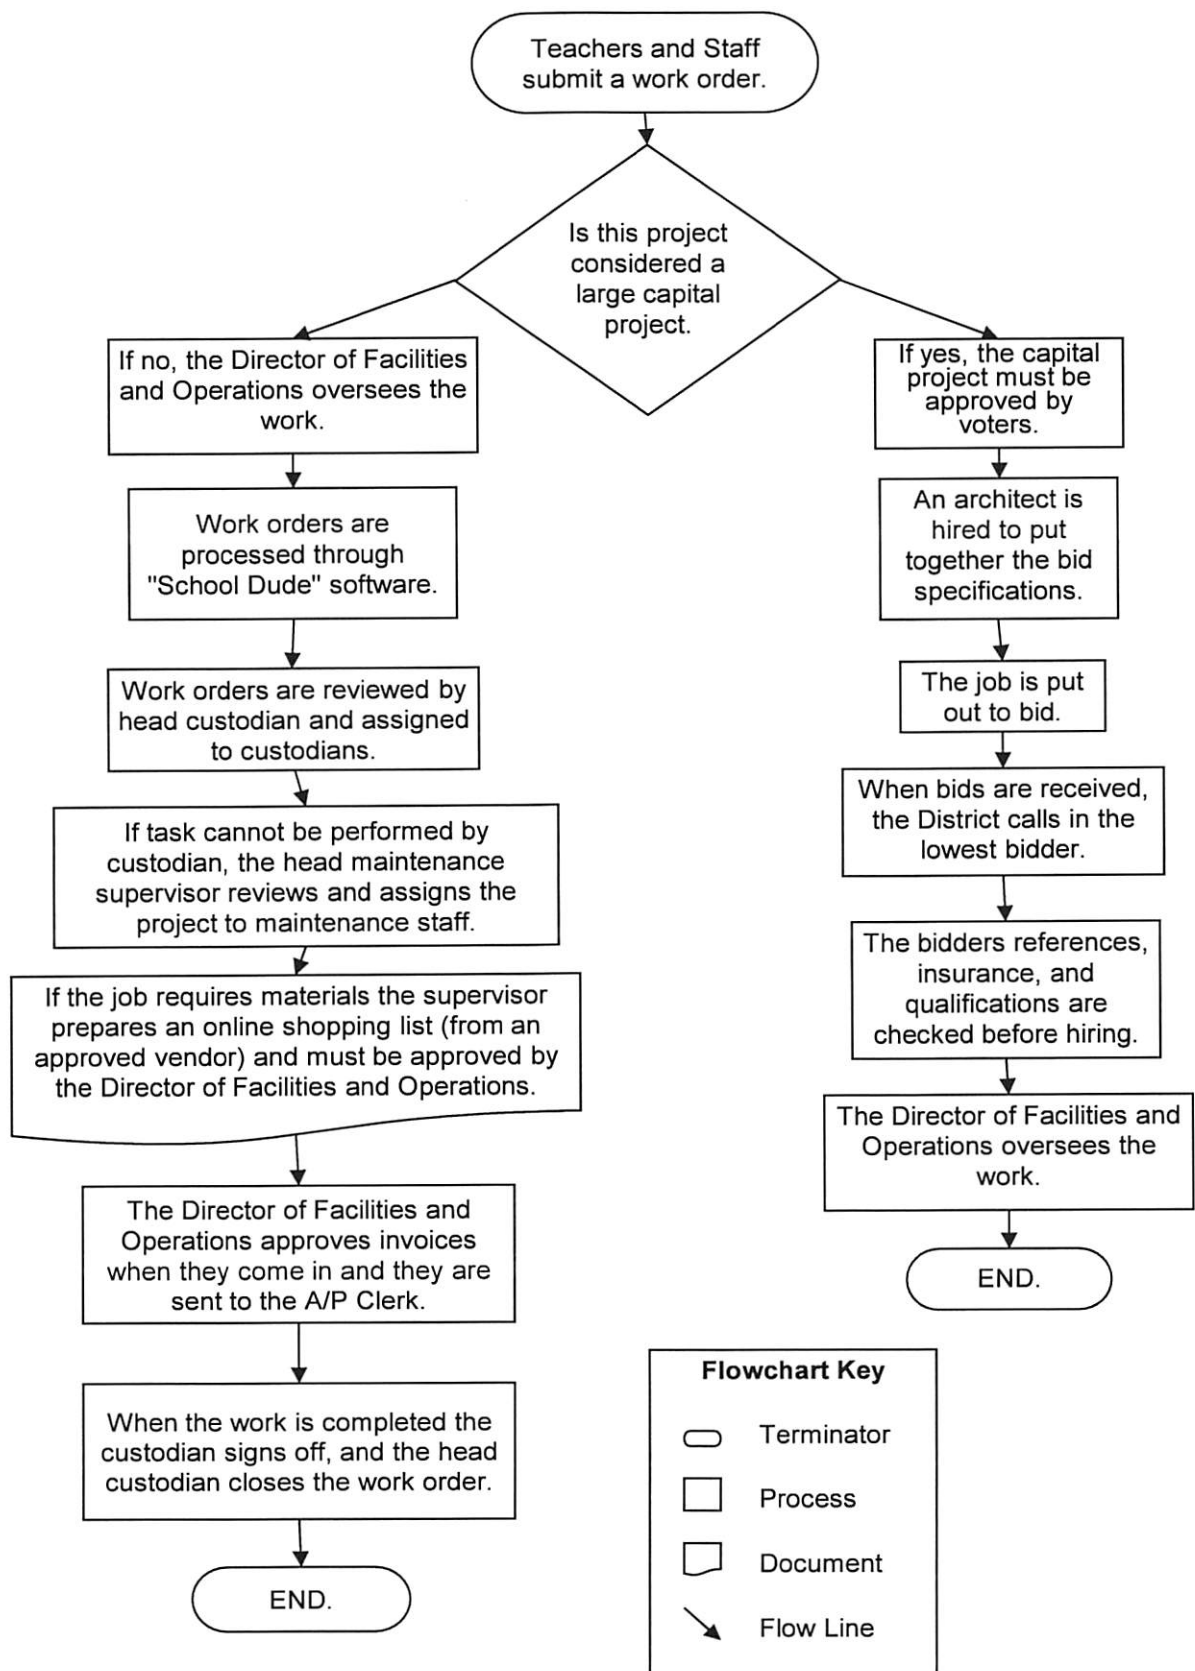 Teachers and Staff
submit a work order.
Is this project
considered a
large capital
project.
If no, the Director of Facilities
and Operations oversees the
work.
Work orders are
processed through
"School Dude" software.
Work orders are reviewed by
head custodian and assigned
to custodians.
If task cannot be performed by
custodian, the head maintenance
supervisor reviews and assigns the
project to maintenance staff.
If the job requires materials the supervisor
prepares an online shopping list (from an
approved vendor) and must be approved by
the Director of Facilities and Operations.
The Director of Facilities and
Operations approves invoices
when they come in and they are
sent to the A/P Clerk.
When the work is completed the
custodian signs off, and the head
custodian closes the work order.
END.
If yes, the capital
project must be
approved by
voters.
An architect is
hired to put
together the bid
specifications.
The job is put
out to bid.
When bids are received,
the District calls in the
lowest bidder.
The bidders references,
insurance, and
qualifications are
checked before hiring.
The Director of Facilities and
Operations oversees the
work.
END.
Flowchart Key
Terminator
Process
Document
Flow Line